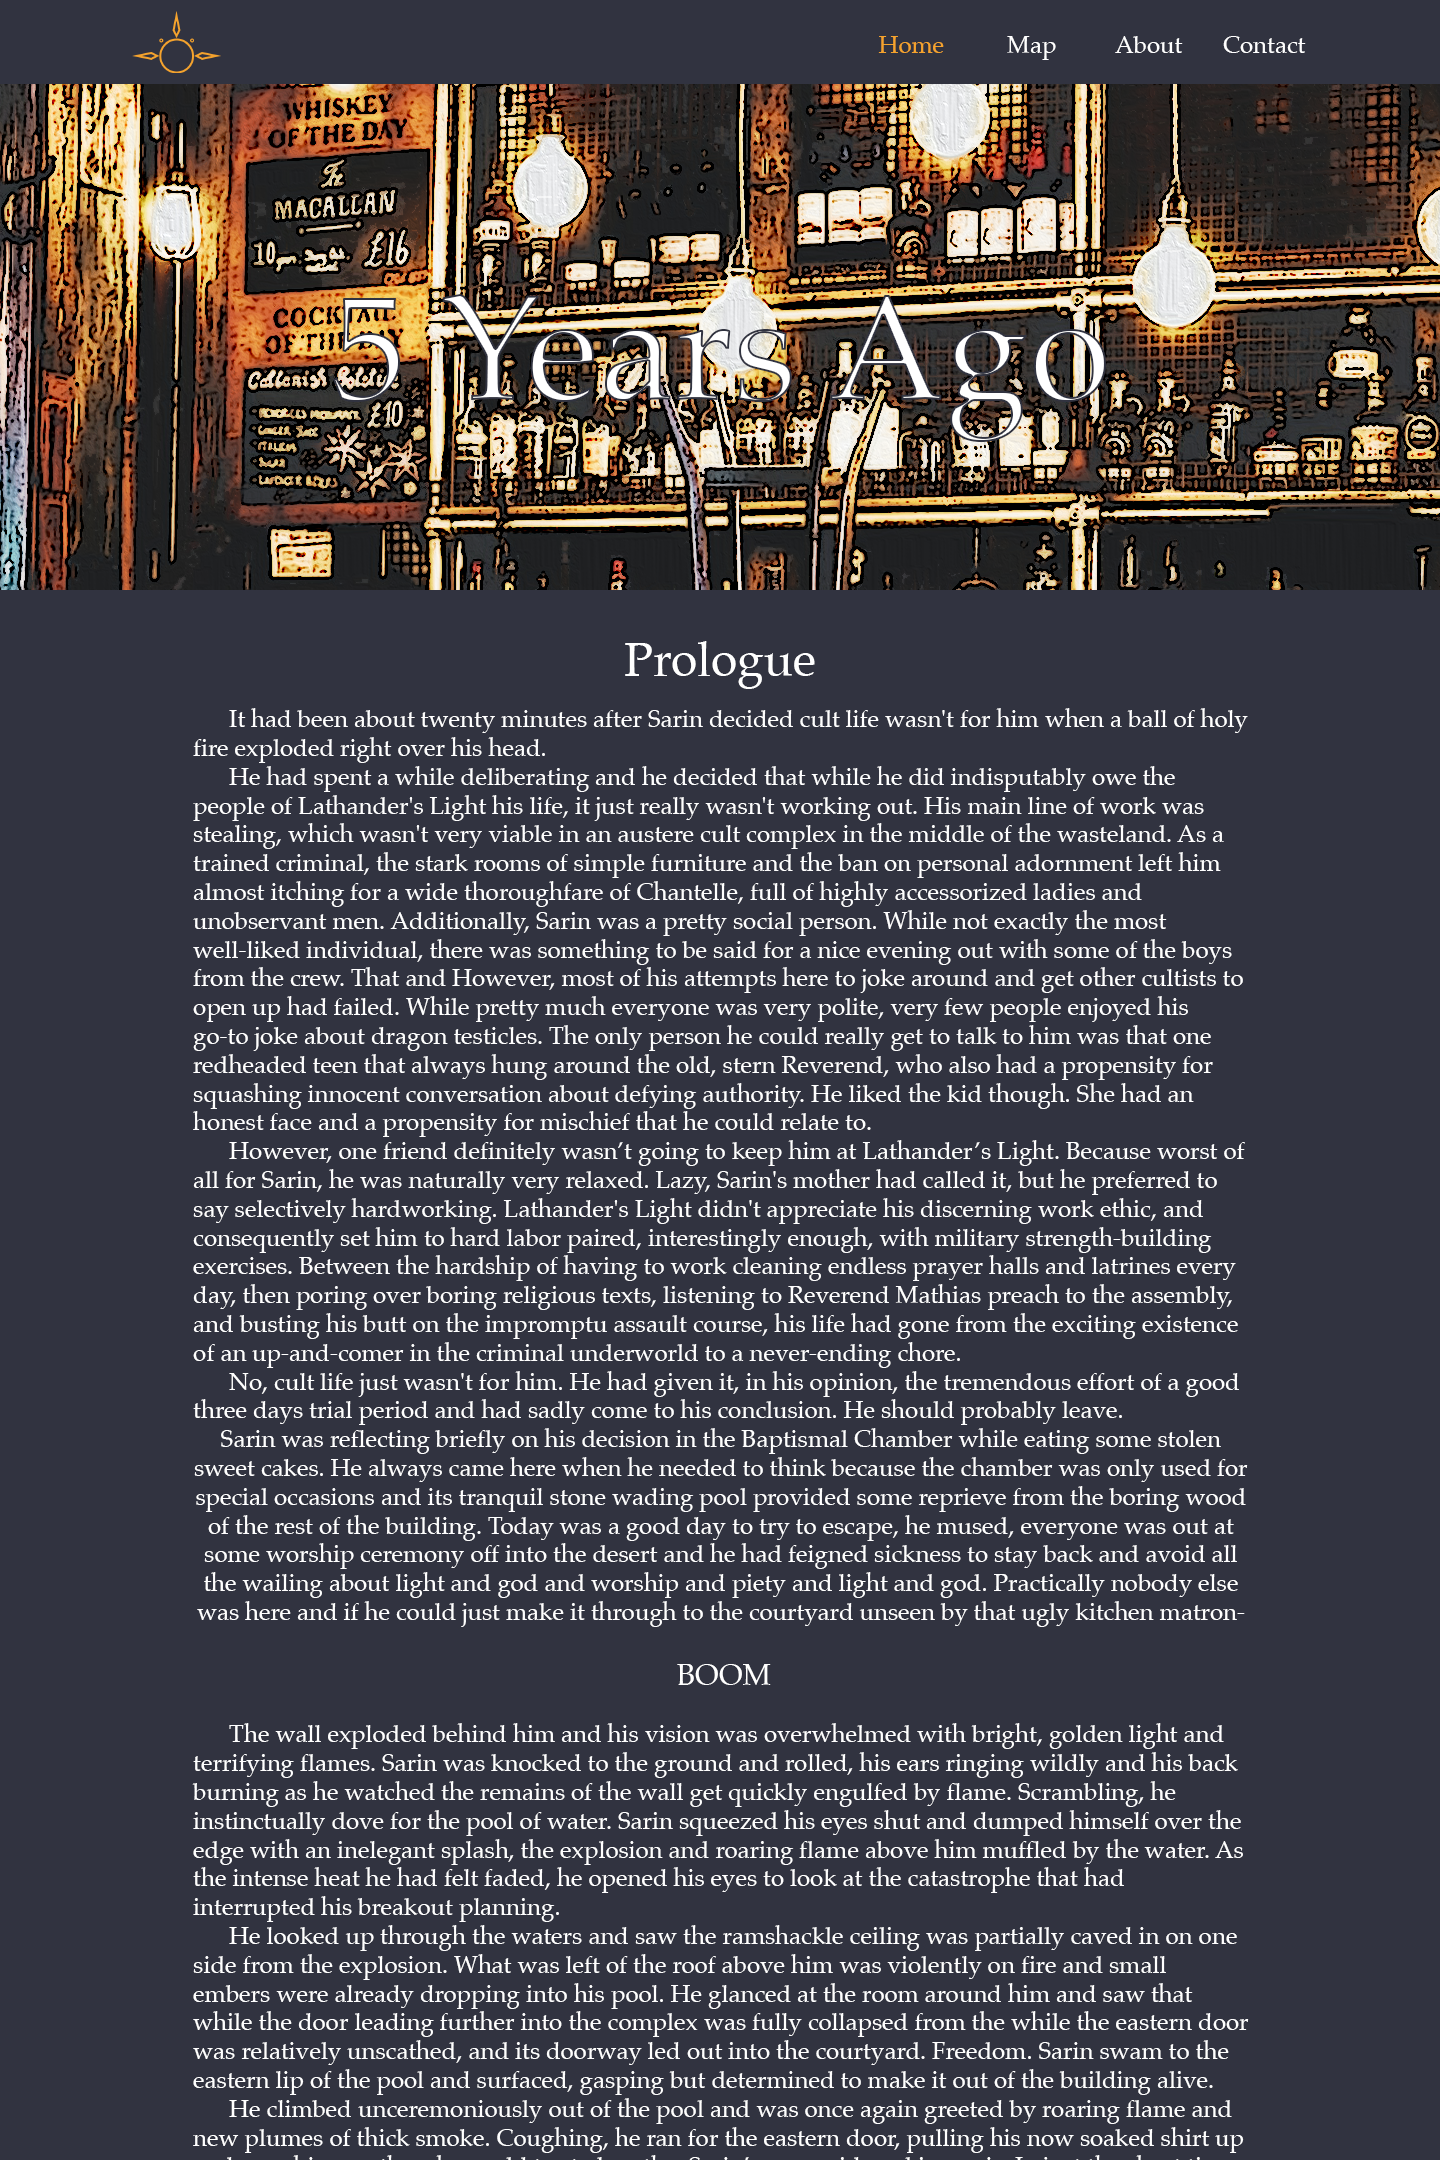 Home Map About Contact
WHISKEY
OF THE DAY
The
MACALLAN
10 £16
COCKTAIL
OF THE DAY
£10
5 Years Ago
Prologue
It had been about twenty minutes after Sarin decided cult life wasn't for him when a ball of holy
fire exploded right over his head.
He had spent a while deliberating and he decided that while he did indisputably owe the
people of Lathander's Light his life, it just really wasn't working out. His main line of work was
stealing, which wasn't very viable in an austere cult complex in the middle of the wasteland. As a
trained criminal, the stark rooms of simple furniture and the ban on personal adornment left him
almost itching for a wide thoroughfare of Chantelle, full of highly accessorized ladies and
unobservant men. Additionally, Sarin was a pretty social person. While not exactly the most
well-liked individual, there was something to be said for a nice evening out with some of the boys
from the crew. That and However, most of his attempts here to joke around and get other cultists to
open up had failed. While pretty much everyone was very polite, very few people enjoyed his
go-to joke about dragon testicles. The only person he could really get to talk to him was that one
redheaded teen that always hung around the old, stern Reverend, who also had a propensity for
squashing innocent conversation about defying authority. He liked the kid though. She had an
honest face and a propensity for mischief that he could relate to.
However, one friend definitely wasn’t going to keep him at Lathander’s Light. Because worst of
all for Sarin, he was naturally very relaxed. Lazy, Sarin's mother had called it, but he preferred to
say selectively hardworking. Lathander's Light didn't appreciate his discerning work ethic, and
consequently set him to hard labor paired, interestingly enough, with military strength-building
exercises. Between the hardship of having to work cleaning endless prayer halls and latrines every
day, then poring over boring religious texts, listening to Reverend Mathias preach to the assembly,
and busting his butt on the impromptu assault course, his life had gone from the exciting existence
of an up-and-comer in the criminal underworld to a never-ending chore.
No, cult life just wasn't for him. He had given it, in his opinion, the tremendous effort of a good
three days trial period and had sadly come to his conclusion. He should probably leave.
Sarin was reflecting briefly on his decision in the Baptismal Chamber while eating some stolen
sweet cakes. He always came here when he needed to think because the chamber was only used for
special occasions and its tranquil stone wading pool provided some reprieve from the boring wood
of the rest of the building. Today was a good day to try to escape, he mused, everyone was out at
some worship ceremony off into the desert and he had feigned sickness to stay back and avoid all
the wailing about light and god and worship and piety and light and god. Practically nobody else
was here and if he could just make it through to the courtyard unseen by that ugly kitchen matron-
BOOM
The wall exploded behind him and his vision was overwhelmed with bright, golden light and
terrifying flames. Sarin was knocked to the ground and rolled, his ears ringing wildly and his back
burning as he watched the remains of the wall get quickly engulfed by flame. Scrambling, he
instinctually dove for the pool of water. Sarin squeezed his eyes shut and dumped himself over the
edge with an inelegant splash, the explosion and roaring flame above him muffled by the water. As
the intense heat he had felt faded, he opened his eyes to look at the catastrophe that had
interrupted his breakout planning.
He looked up through the waters and saw the ramshackle ceiling was partially caved in on one
side from the explosion. What was left of the roof above him was violently on fire and small
embers were already dropping into his pool. He glanced at the room around him and saw that
while the door leading further into the complex was fully collapsed from the while the eastern door
was relatively unscathed, and its doorway led out into the courtyard. Freedom. Sarin swam to the
eastern lip of the pool and surfaced, gasping but determined to make it out of the building alive.
He climbed unceremoniously out of the pool and was once again greeted by roaring flame and
new plumes of thick smoke. Coughing, he ran for the eastern door, pulling his now soaked shirt up